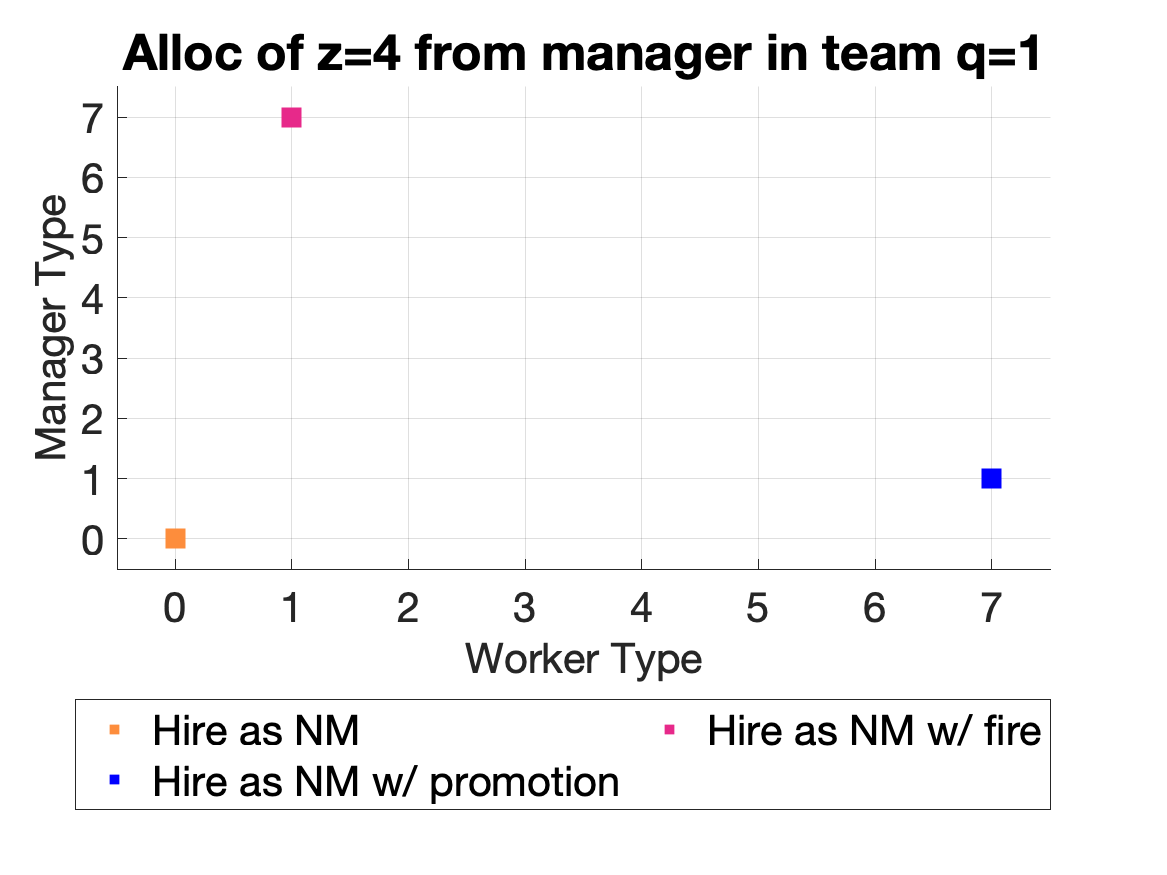 Alloc of z=4 from manager in team q=1
Manager Type
7
6
5
4
3
2
1
0
0 1 2 3 4 5 6 7
Worker Type
Hire as NM
Hire as NM w/ fire
Hire as NM w/ promotion